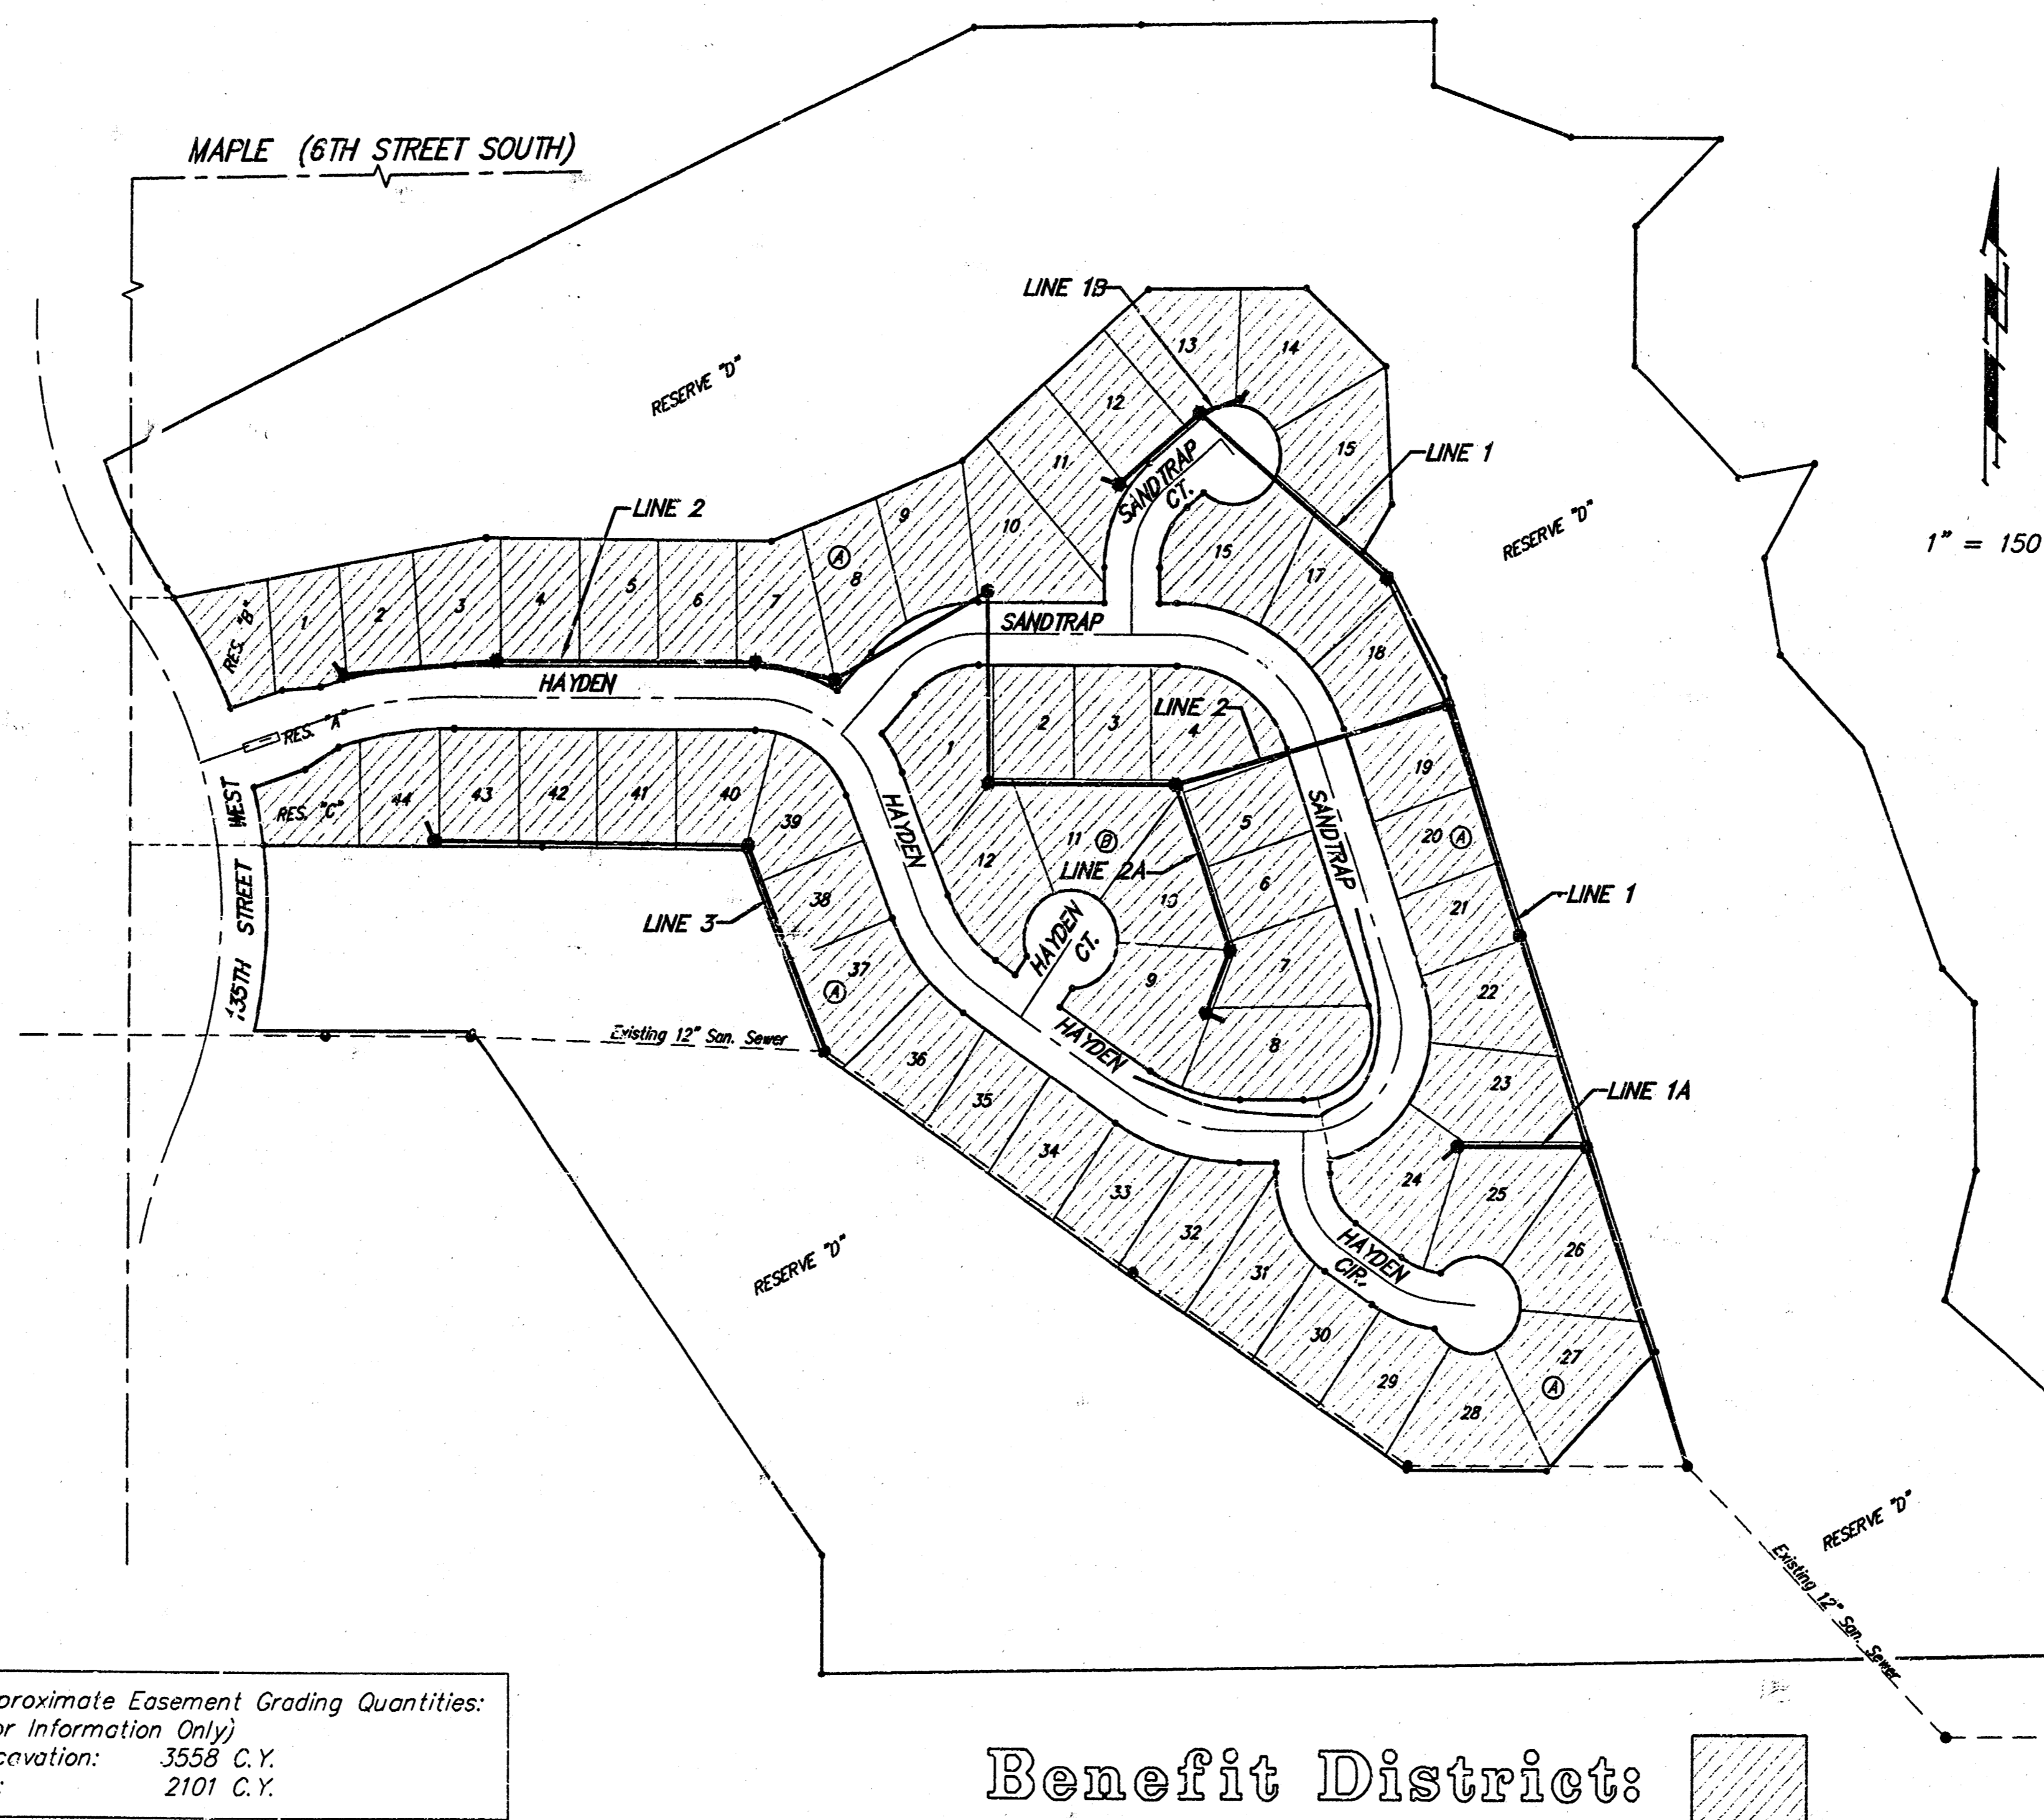 MAPLE (6TH STREET SOUTH)
LINE 1B
13
14
RESERVE "D"
12
11
15
SANDTRAP
CT.
LINE 1
LINE 2
9
10
RESERVE "D"
1" = 150
A
8
15
17
RES. "B"
1
2
3
4
5
6
7
SANDTRAP
18
HAYDEN
RES. "A"
1
2
3
LINE 2
4
19
WEST
RES. "C"
44
43
42
41
40
39
HAYDEN
5
SANDTRAP
20
A
11
B
12
LINE 2A
6
LINE 1
38
10
21
LINE 3
135TH STREET
HAYDEN
CT.
37
A
9
7
22
Existing 12" San. Sewer
HAYDEN
8
36
23
35
LINE 1A
34
24
25
33
32
26
HAYDEN
CIR.
RESERVE "D"
31
30
27
A
29
28
RESERVE "D"
Existing 12" San. Sewer
proximate Easement Grading Quantities:
or Information Only)
cavation: 3558 C.Y.
: 2101 C.Y.
Benefit District: